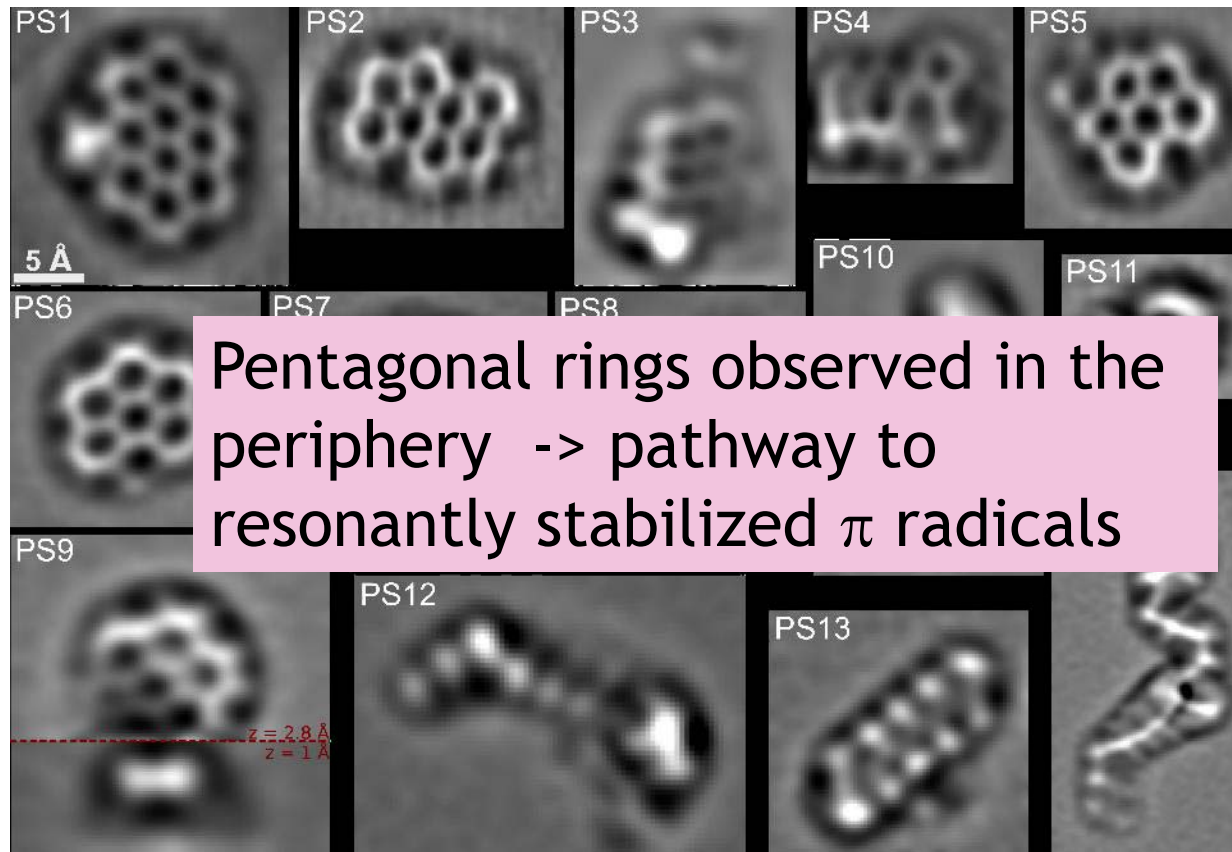 PS1
PS2
PS3
PS4
PS5
5 Å
PS6
PS7
PS8
PS10
PS11
Pentagonal rings observed in the
periphery -> pathway to
resonantly stabilized π radicals
PS9
z = 2.8 Å
z = 1 Å
PS12
PS13